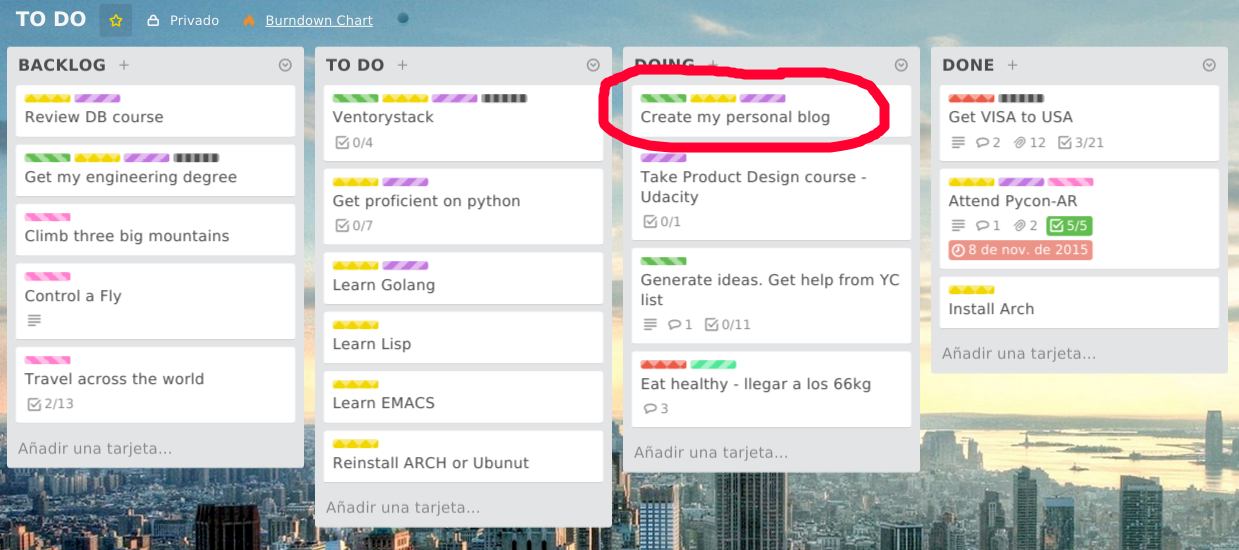 TO DO Privado Burndown Chart
BACKLOG
Review DB course
Get my engineering degree
Climb three big mountains
Control a Fly
Travel across the world
2/13
Añadir una tarjeta...
TO DO
Ventorystack
0/4
Get proficient on python
0/7
Learn Golang
Learn Lisp
Learn EMACS
Reinstall ARCH or Ubunut
Añadir una tarjeta...
DOING
Create my personal blog
Take Product Design course -
Udacity
0/1
Generate ideas. Get help from YC
list
1 0/11
Eat healthy - llegar a los 66kg
3
Añadir una tarjeta...
DONE
Get VISA to USA
2 12 3/21
Attend Pycon-AR
1 2 5/5
8 de nov. de 2015
Install Arch
Añadir una tarjeta...